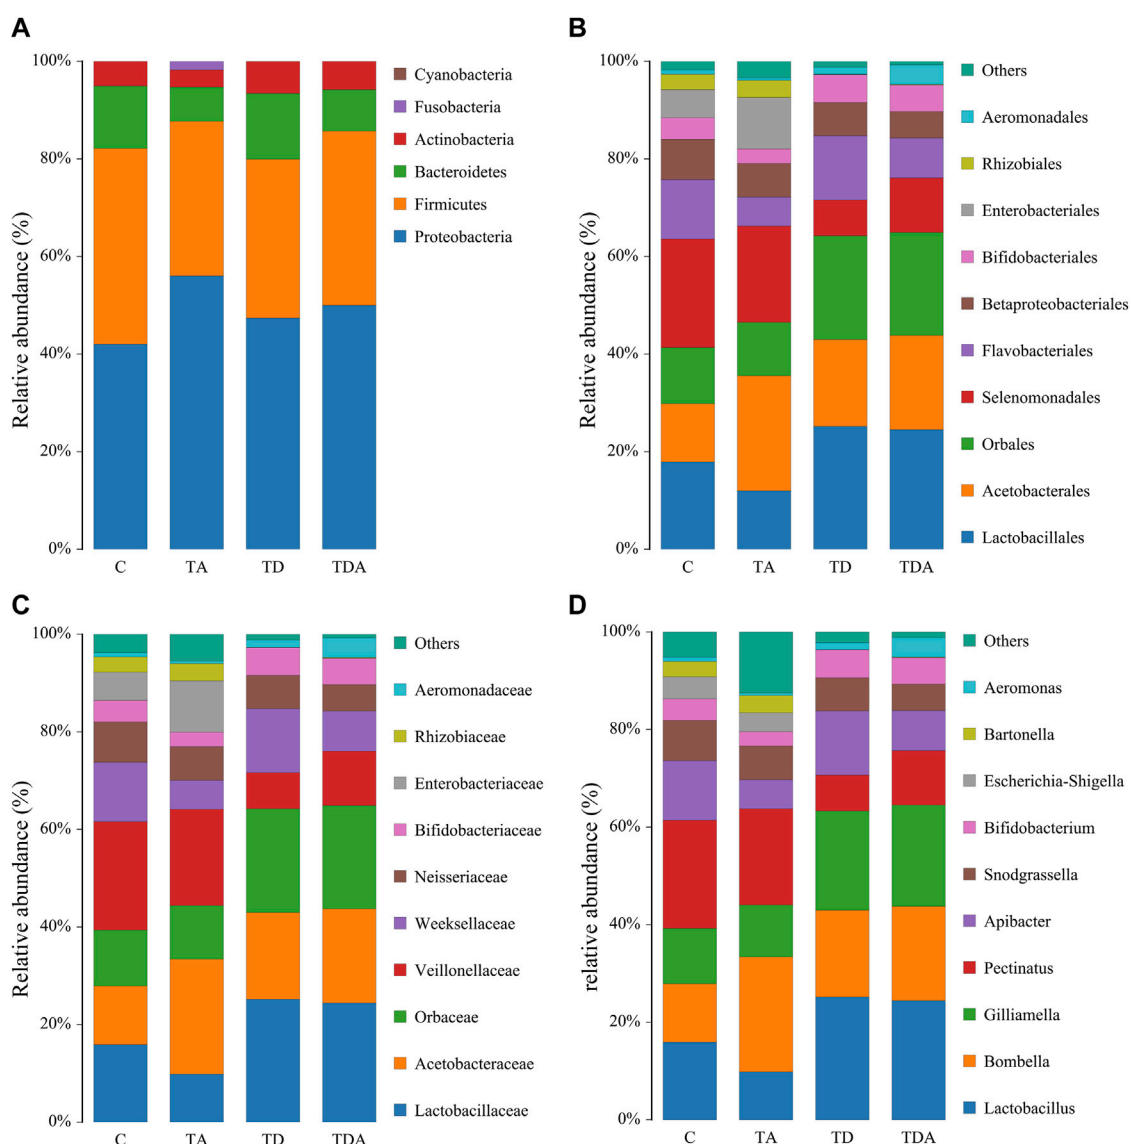 A
Relative abundance (%)
100%
80%
60%
40%
20%
0%
C TA TD TDA
Cyanobacteria
Fusobacteria
Actinobacteria
Bacteroidetes
Firmicutes
Proteobacteria
B
Relative abundance (%)
100%
80%
60%
40%
20%
0%
C TA TD TDA
Others
Aeromonadales
Rhizobiales
Enterobacteriales
Bifidobacteriales
Betaproteobacteriales
Flavobacteriales
Selenomonadales
Orbales
Acetobacterales
Lactobacillales
C
Relative abundance (%)
100%
80%
60%
40%
20%
0%
C TA TD TDA
Others
Aeromonadaceae
Rhizobiaceae
Enterobacteriaceae
Bifidobacteriaceae
Neisseriaceae
Weeksellaceae
Veillonellaceae
Orbaceae
Acetobacteraceae
Lactobacillaceae
D
relative abundance (%)
100%
80%
60%
40%
20%
0%
C TA TD TDA
Others
Aeromonas
Bartonella
Escherichia-Shigella
Bifidobacterium
Snodgrassella
Apibacter
Pectinatus
Gilliamella
Bombella
Lactobacillus